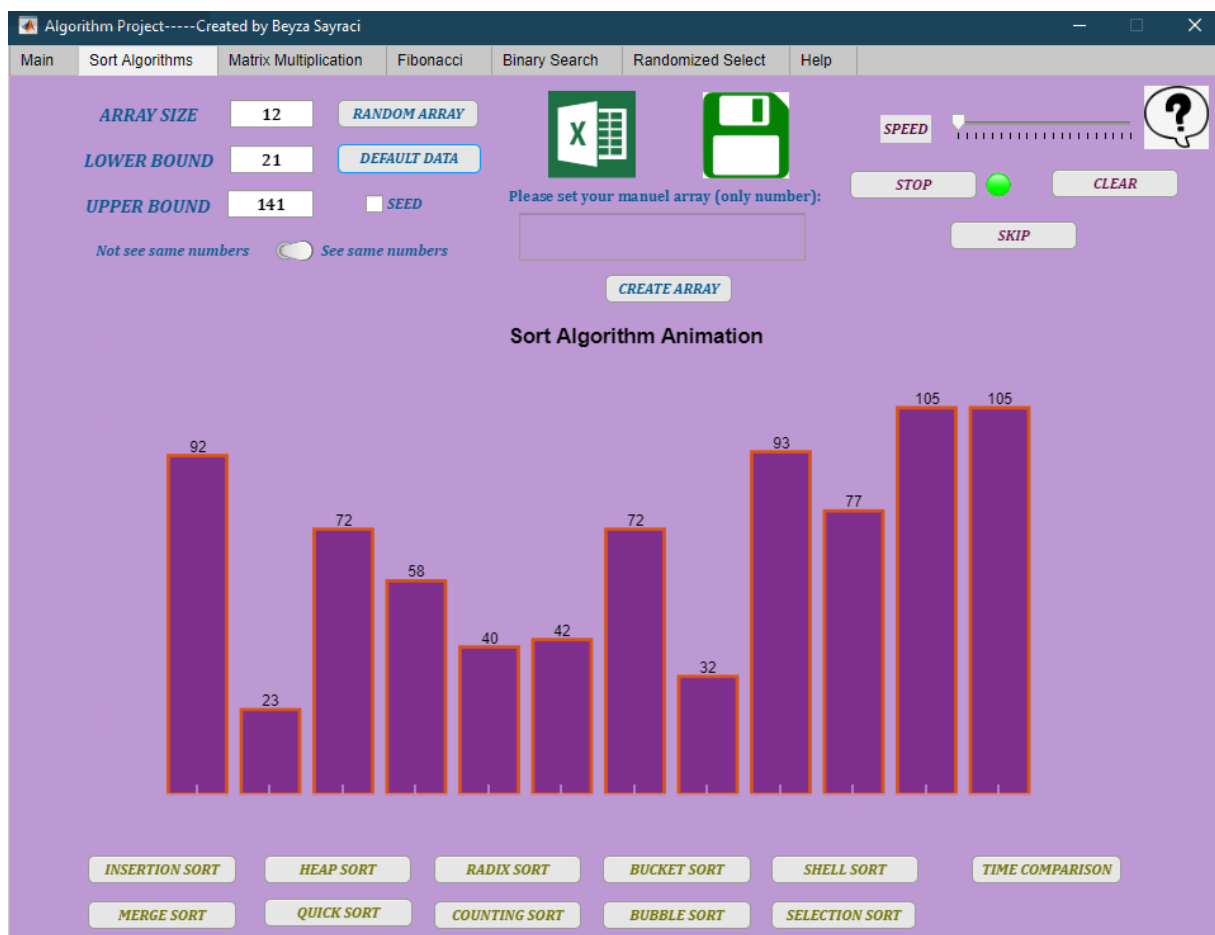 Algorithm Project-----Created by Beyza Sayraci
Main Sort Algorithms Matrix Multiplication Fibonacci Binary Search Randomized Select Help
ARRAY SIZE 12 RANDOM ARRAY
LOWER BOUND 21 DEFAULT DATA
UPPER BOUND 141 SEED
Not see same numbers See same numbers
X
Please set your manuel array (only number):
CREATE ARRAY
SPEED
?
STOP CLEAR
SKIP
Sort Algorithm Animation
92 23 72 58 40 42 72 32 93 77 105 105
INSERTION SORT HEAP SORT RADIX SORT BUCKET SORT SHELL SORT TIME COMPARISON
MERGE SORT QUICK SORT COUNTING SORT BUBBLE SORT SELECTION SORT